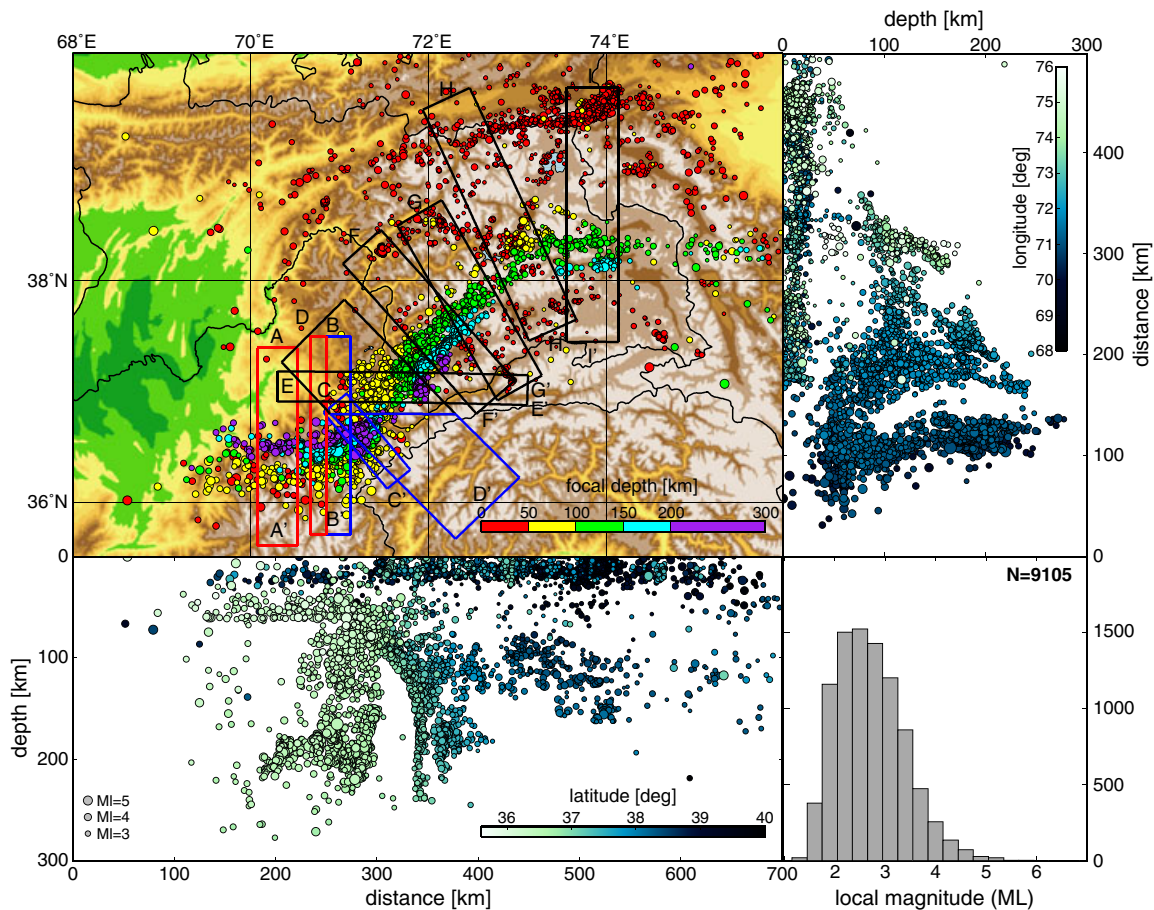 depth [km]
68°E 70°E 72°E 74°E 0 100 200 300
H I
76
75
74
73
72
71
70
69
68
longitude [deg]
400
300
200
100
0
distance [km]
G
F
38°N
D
B
A
H'
I'
E
C
G'
E'
F'
C'
D'
36°N
focal depth [km]
0 50 100 150 200 300
A'
B'
0
100
200
300
depth [km]
Ml=5
Ml=4
Ml=3
latitude [deg]
36 37 38 39 40
0 100 200 300 400 500 600 700
distance [km]
N=9105
1500
1000
500
0
2 3 4 5 6
local magnitude (ML)